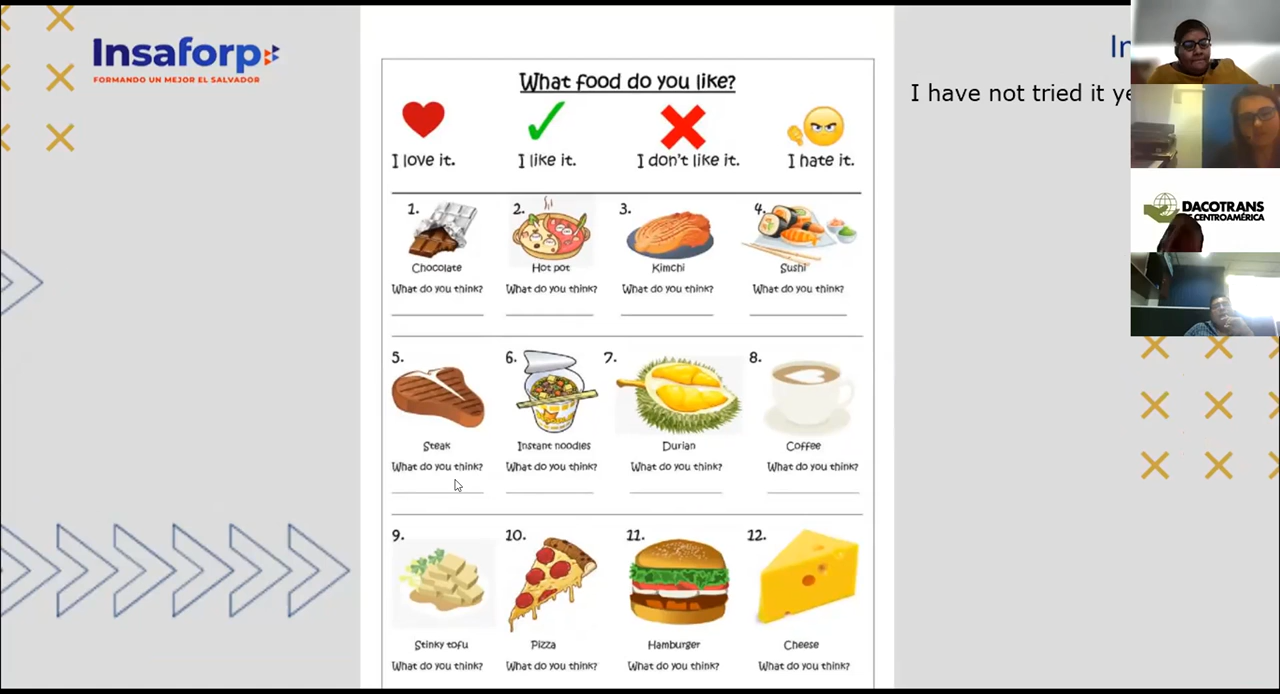 Insaforp
FORMANDO UN MEJOR EL SALVADOR
What food do you like?
I love it. I like it. I don't like it. I hate it.
1. 2. 3. 4.
Chocolate Hot pot Kimchi Sushi
What do you think? What do you think? What do you think? What do you think?
5. 6. 7. 8.
Steak Instant noodles Durian Coffee
What do you think? What do you think? What do you think? What do you think?
9. 10. 11. 12.
Stinky tofu Pizza Hamburger Cheese
What do you think? What do you think? What do you think? What do you think?
I have not tried it
DACOTRANS
CENTROAMÉRICA